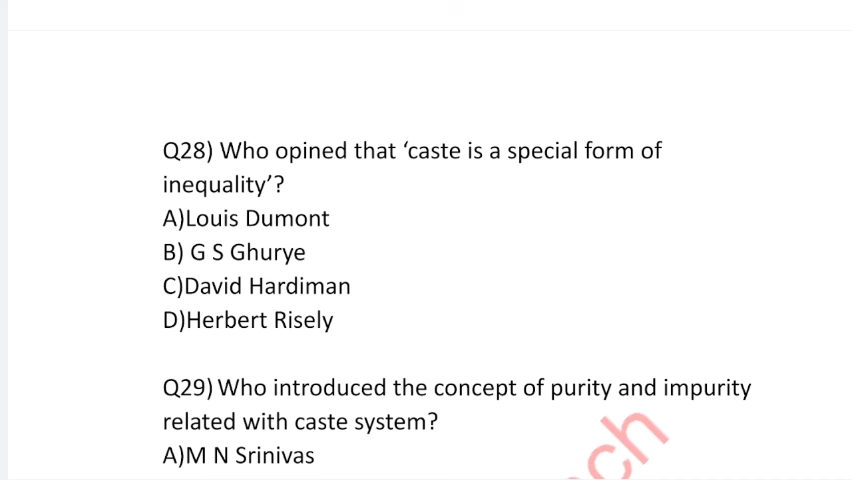 Q28) Who opined that ‘caste is a special form of
inequality’?
A)Louis Dumont
B) G S Ghurye
C)David Hardiman
D)Herbert Risely
Q29) Who introduced the concept of purity and impurity
related with caste system?
A)M N Srinivas